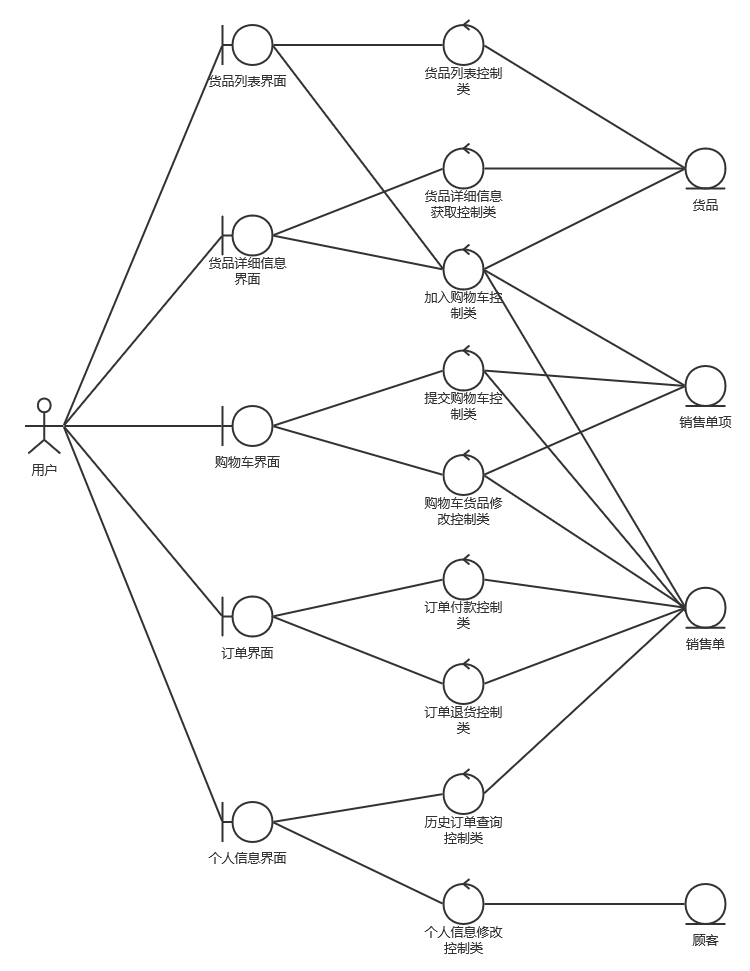 货品列表界面
货品列表控制
类
货品详细信息
获取控制类
货品
货品详细信息
界面
加入购物车控
制类
提交购物车控
制类
销售单项
用户
购物车界面
购物车货品修
改控制类
订单付款控制
类
订单界面
销售单
订单退货控制
类
历史订单查询
控制类
个人信息界面
个人信息修改
控制类
顾客